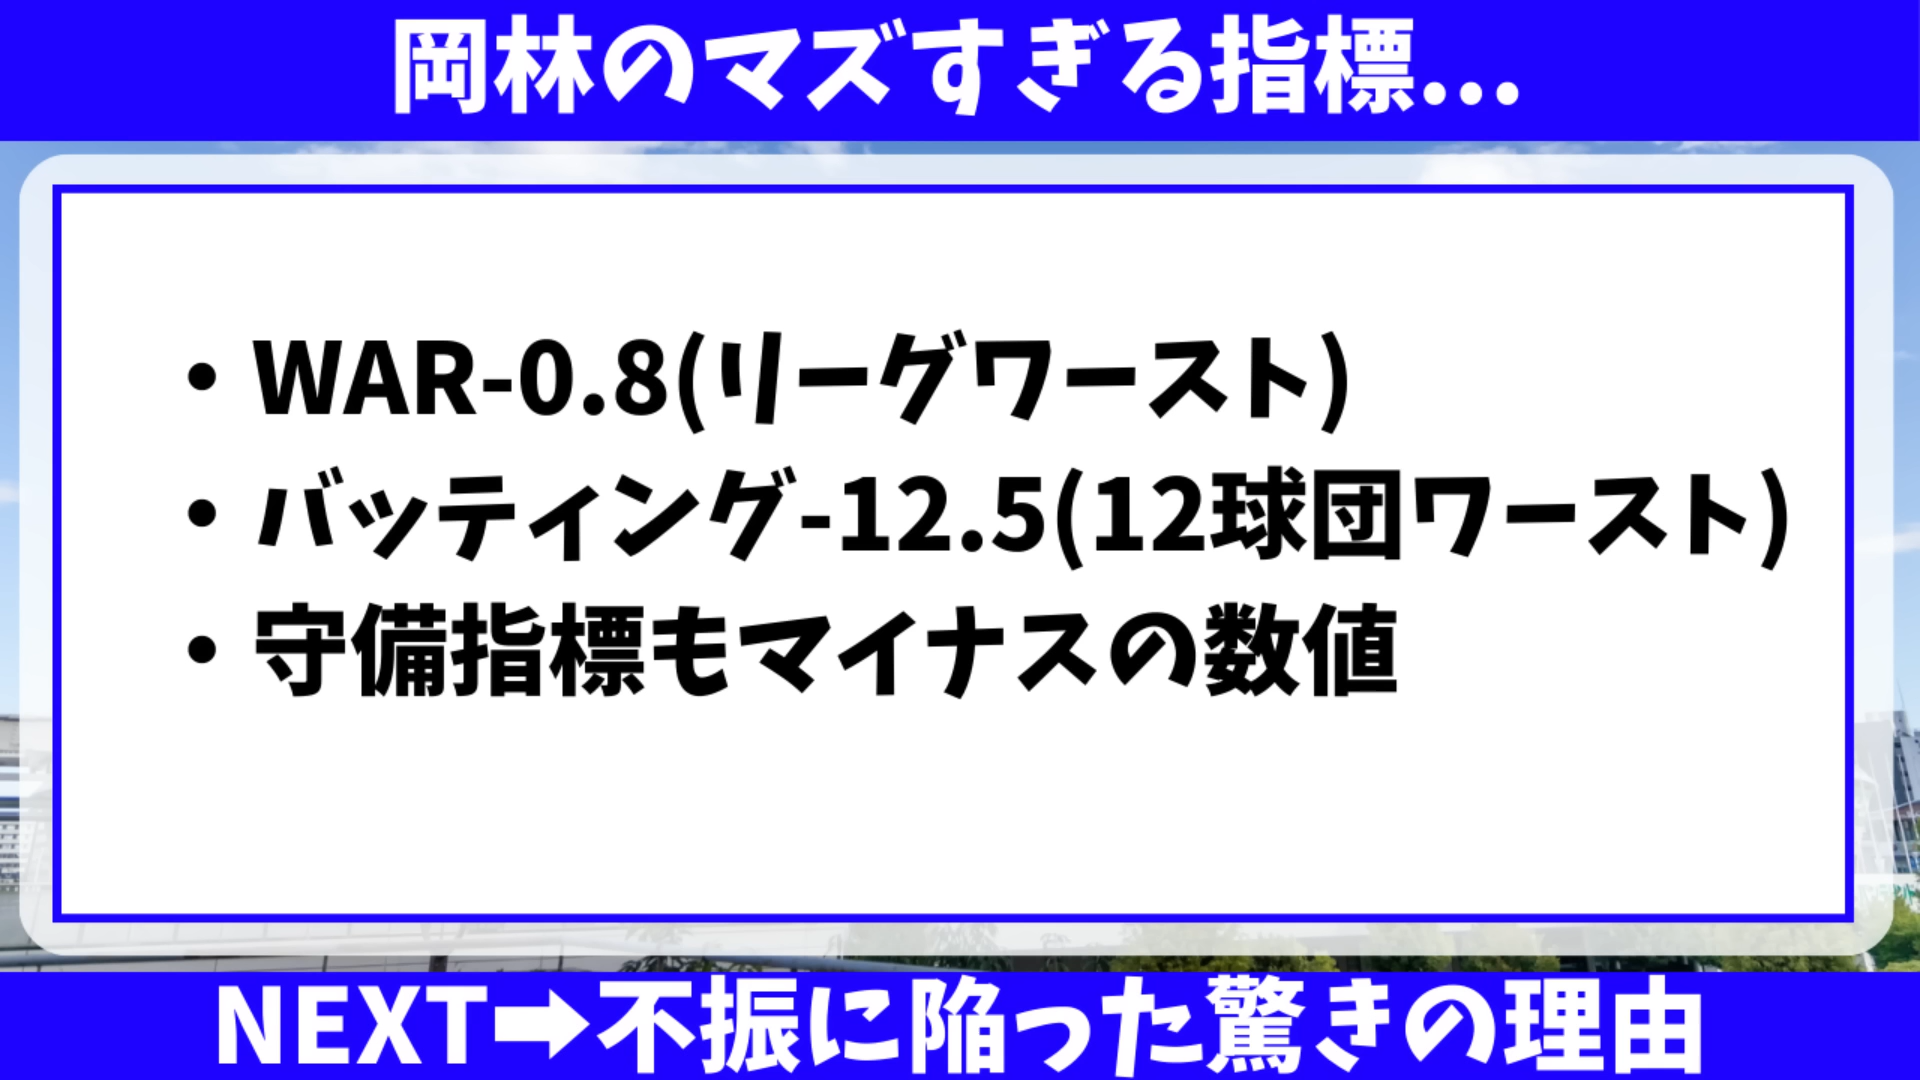 岡林のマズすぎる指標...
・WAR-0.8(リーグワースト)
・バッティング-12.5(12球団ワースト)
・守備指標もマイナスの数値
NEXT➡不振に陥った驚きの理由